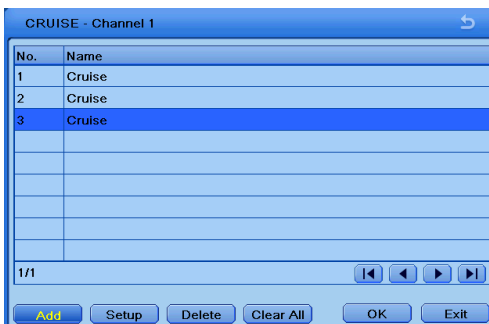 CRUISE - Channel 1
No. Name
1 Cruise
2 Cruise
3 Cruise
1/1
Add Setup Delete Clear All OK Exit